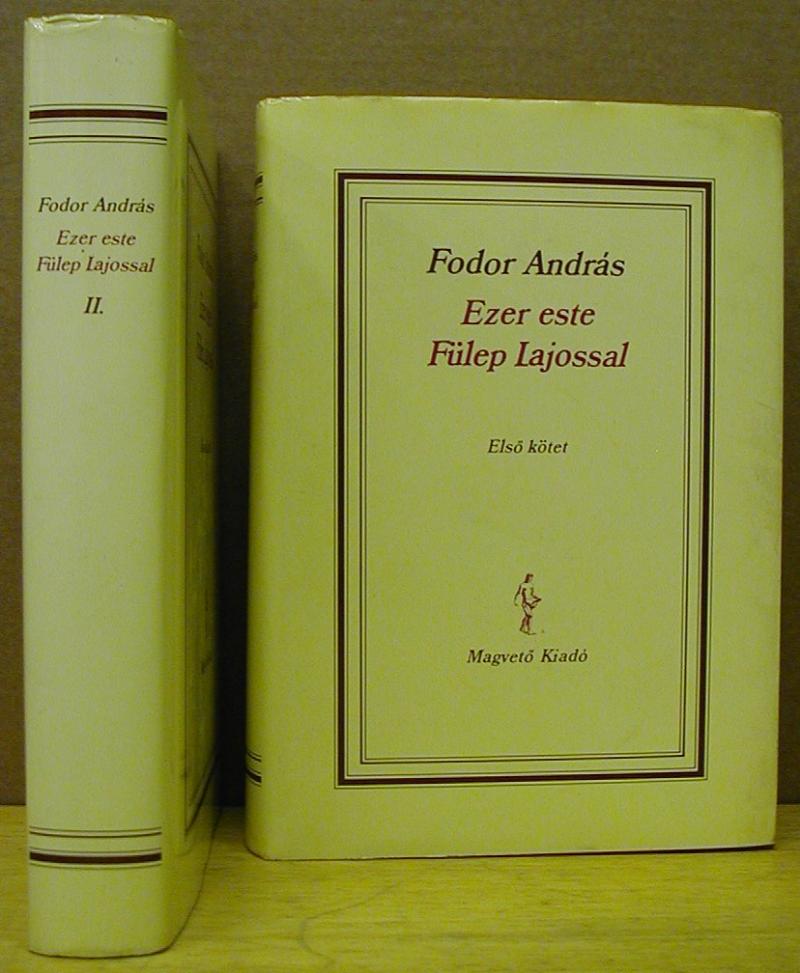 Fodor András
Ezer este
Fülep Lajossal
II.
Fodor András
Ezer este
Fülep Lajossal
Első kötet
Magvető Kiadó